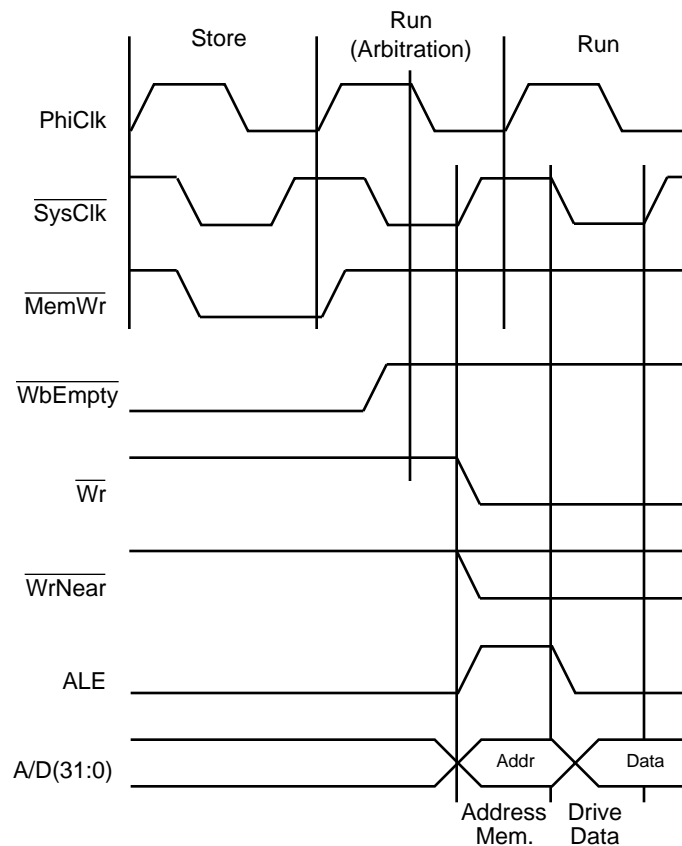 Store
Run
(Arbitration)
Run
PhiClk
SysClk
MemWr
WbEmpty
Wr
WrNear
ALE
A/D(31:0)
Addr
Data
Address
Mem.
Drive
Data